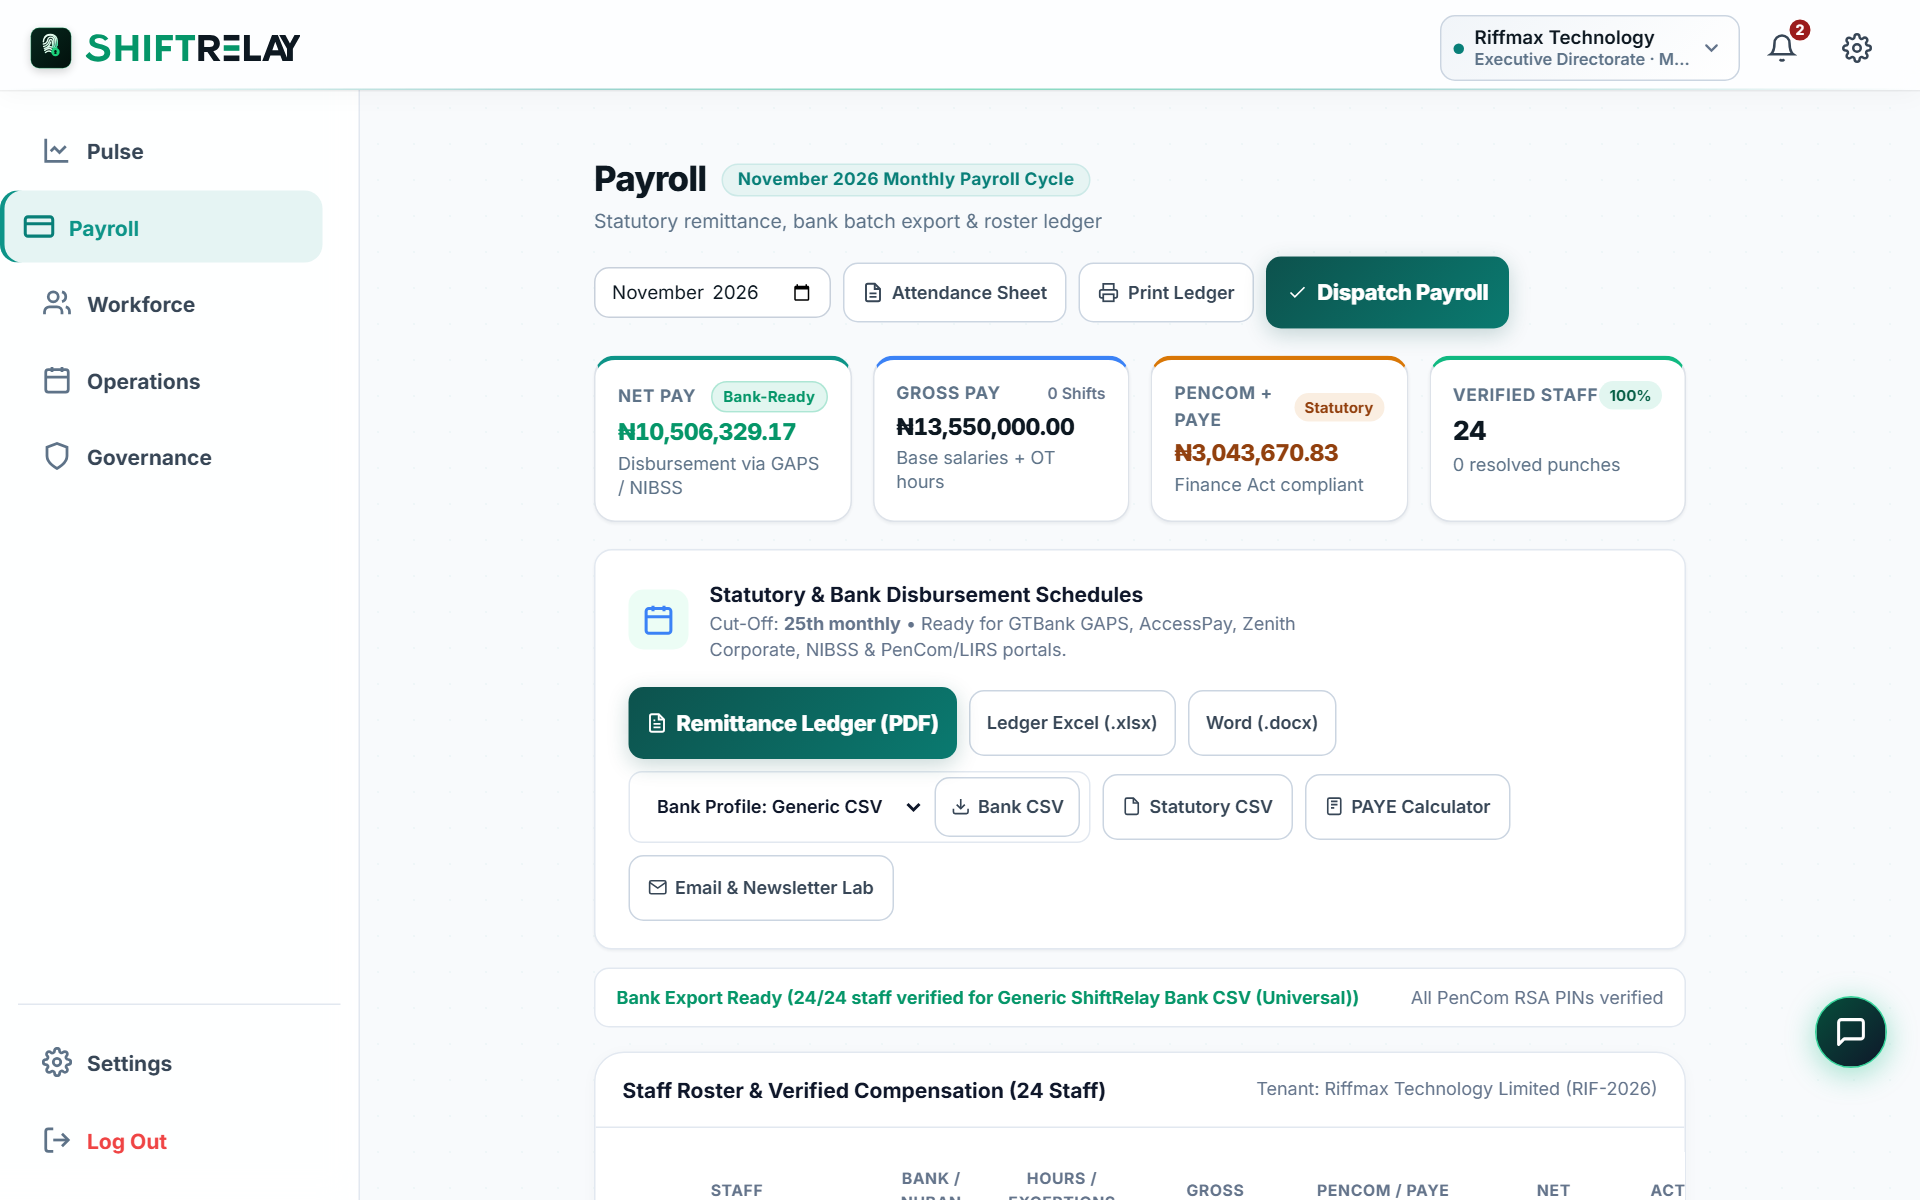 SHIFTRELAY
Riffmax Technology
Executive Directorate · M...
2
Pulse
Payroll
Workforce
Operations
Governance
Settings
Log Out
Payroll
November 2026 Monthly Payroll Cycle
Statutory remittance, bank batch export & roster ledger
November 2026
Attendance Sheet
Print Ledger
Dispatch Payroll
NET PAY
Bank-Ready
₦10,506,329.17
Disbursement via GAPS
/ NIBSS
GROSS PAY
0 Shifts
₦13,550,000.00
Base salaries + OT
hours
PENCOM +
PAYE
Statutory
₦3,043,670.83
Finance Act compliant
VERIFIED STAFF
100%
24
0 resolved punches
Statutory & Bank Disbursement Schedules
Cut-Off: 25th monthly • Ready for GTBank GAPS, AccessPay, Zenith
Corporate, NIBSS & PenCom/LIRS portals.
Remittance Ledger (PDF)
Ledger Excel (.xlsx)
Word (.docx)
Bank Profile: Generic CSV
Bank CSV
Statutory CSV
PAYE Calculator
Email & Newsletter Lab
Bank Export Ready (24/24 staff verified for Generic ShiftRelay Bank CSV (Universal))
All PenCom RSA PINs verified
Staff Roster & Verified Compensation (24 Staff)
Tenant: Riffmax Technology Limited (RIF-2026)
STAFF
BANK /
NUBAN
HOURS /
EXCEPTIONS
GROSS
PENCOM / PAYE
NET
ACT